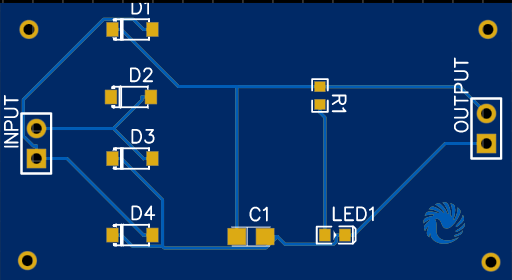 D1
D2
D3
D4
INPUT
C1
R1
LED1
OUTPUT